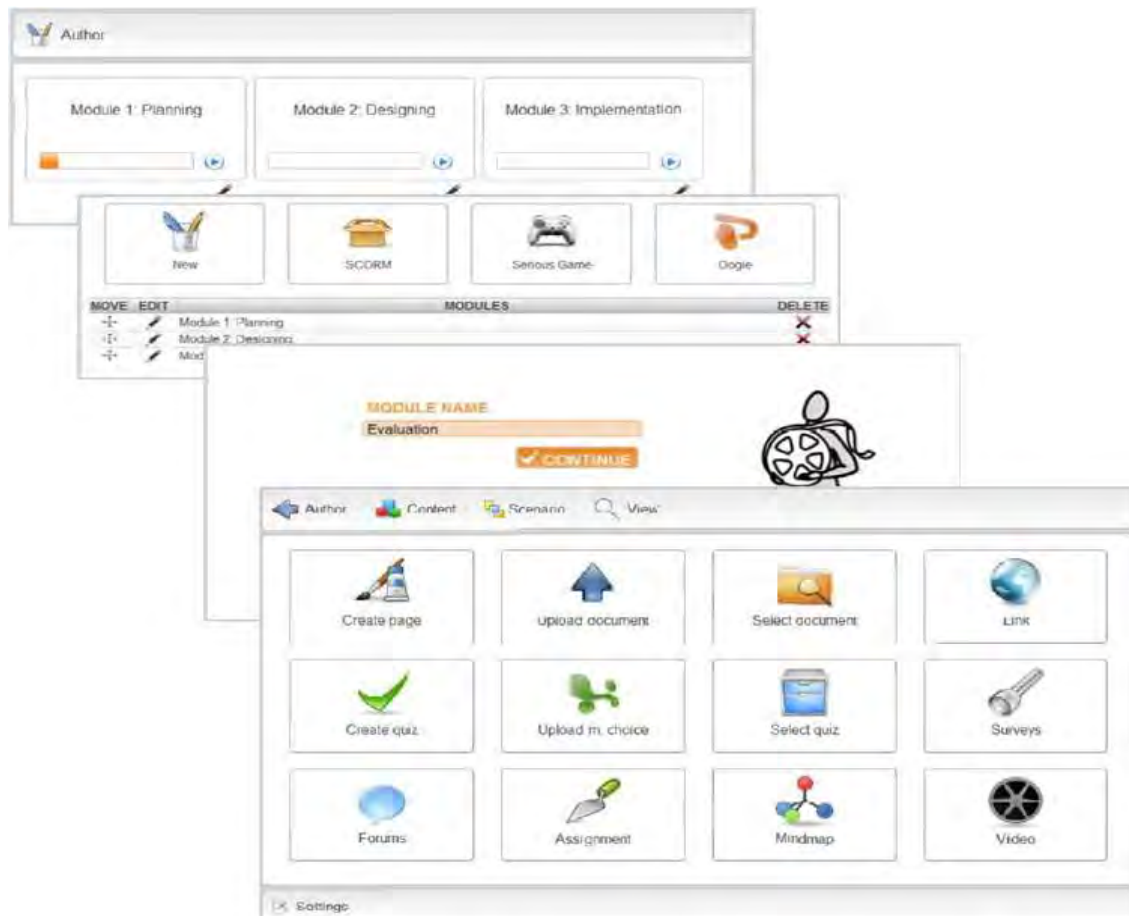 Author
Module 1: Planning Module 2: Designing Module 3: Implementation
New SCORM Serious Game Oogie
MOVE EDIT MODULES DELETE
Module 1: Planning
Module 2: Designing
Mod
MODULE NAME
Evaluation
CONTINUE
Author Content Scenario View
Create page Upload document Select document Link
Create quiz Upload m. choice Select quiz Surveys
Forums Assignment Mindmap Video
Settings